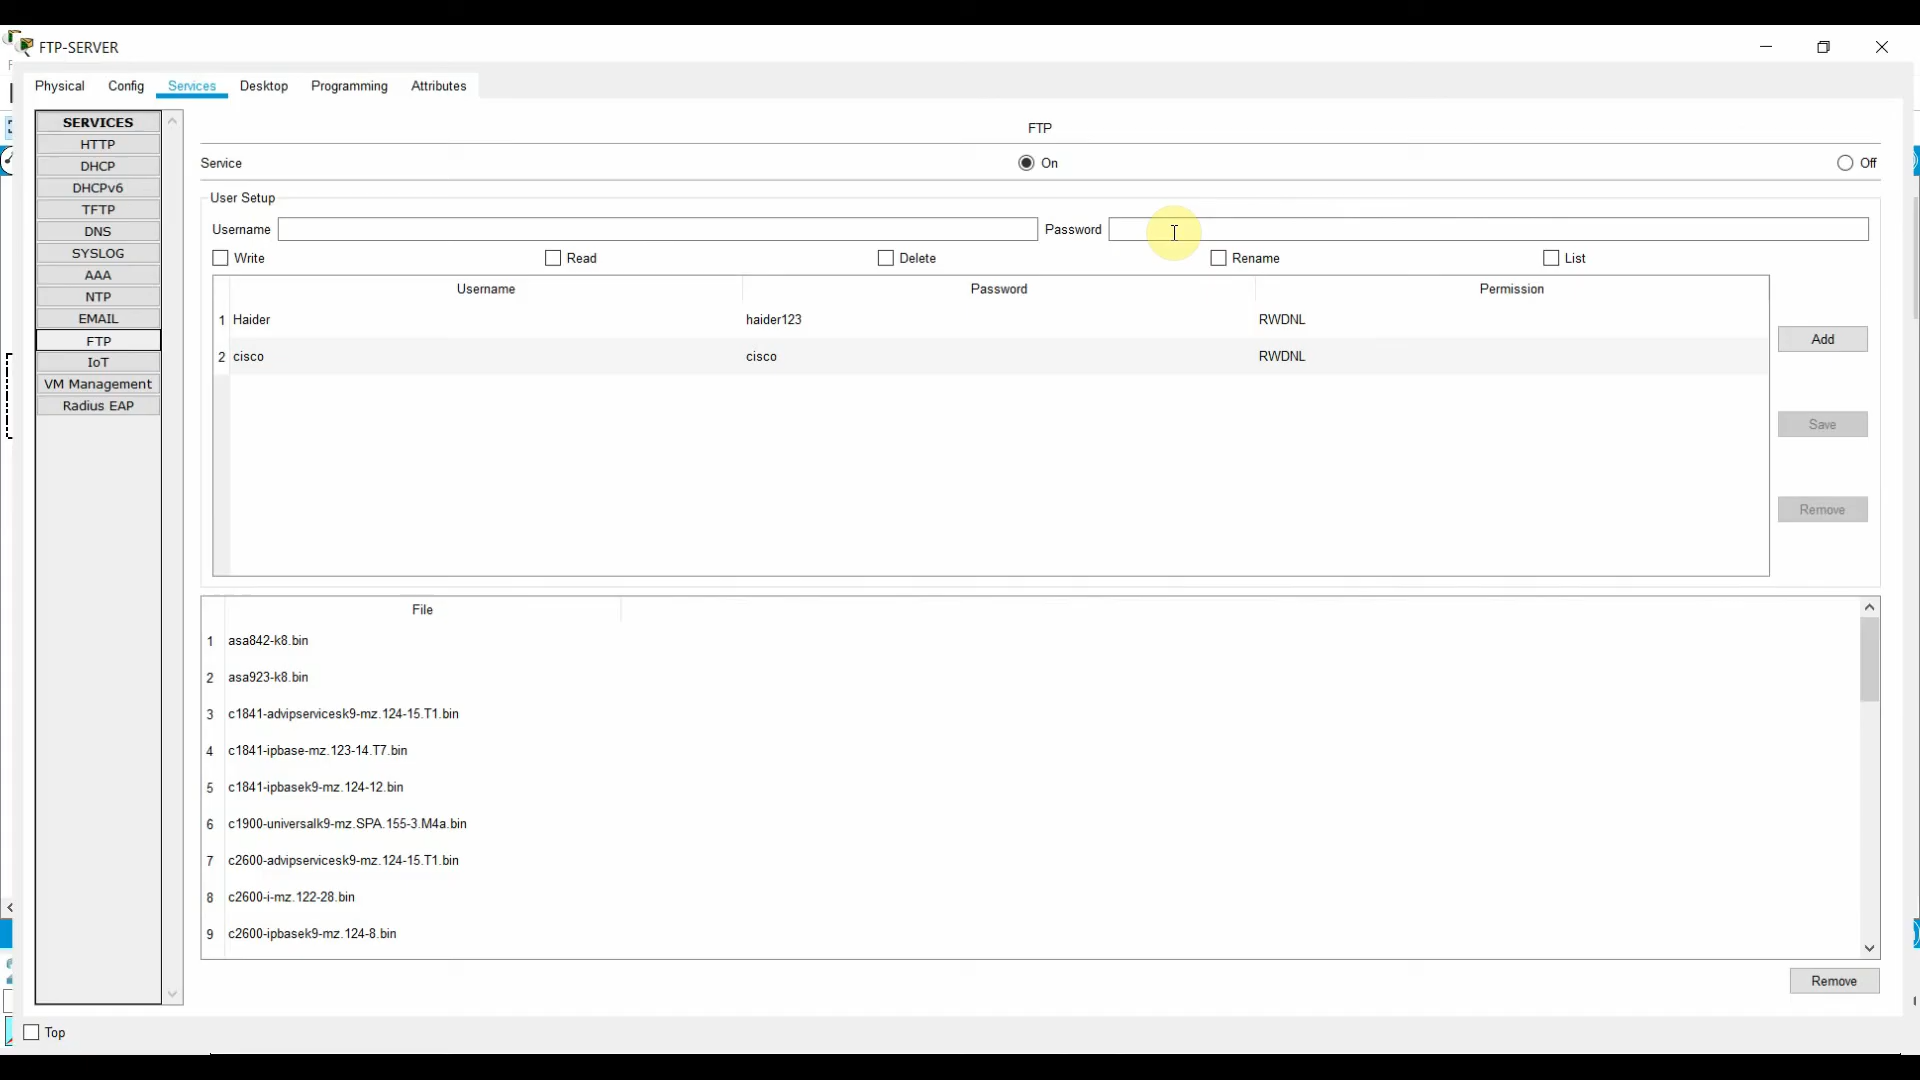 FTP-SERVER
Physical Config Services Desktop Programming Attributes
SERVICES
HTTP
DHCP
DHCPv6
TFTP
DNS
SYSLOG
AAA
NTP
EMAIL
FTP
IoT
VM Management
Radius EAP
FTP
Service On Off
User Setup
Username Password
Write Read Delete Rename List
Username Password Permission
1 Haider haider123 RWDNL
2 cisco cisco RWDNL
Add
Save
Remove
File
1 asa842-k8.bin
2 asa923-k8.bin
3 c1841-advipservicesk9-mz.124-15.T1.bin
4 c1841-ipbase-mz.123-14.T7.bin
5 c1841-ipbasek9-mz.124-12.bin
6 c1900-universalk9-mz.SPA.155-3.M4a.bin
7 c2600-advipservicesk9-mz.124-15.T1.bin
8 c2600-i-mz.122-28.bin
9 c2600-ipbasek9-mz.124-8.bin
Remove
Top